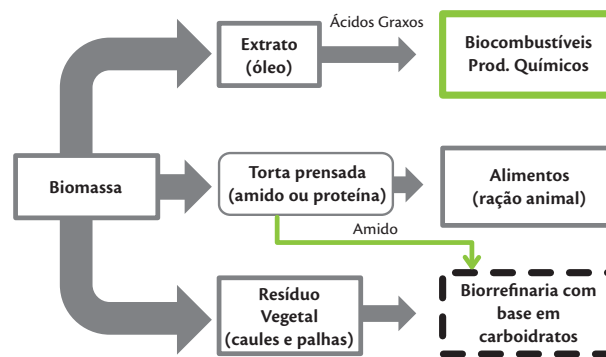 Extrato
(óleo)
Ácidos Graxos
Biocombustíveis
Prod. Químicos
Biomassa
Torta prensada
(amido ou proteína)
Alimentos
(ração animal)
Amido
Resíduo
Vegetal
(caules e palhas)
Biorrefinaria com
base em
carboidratos